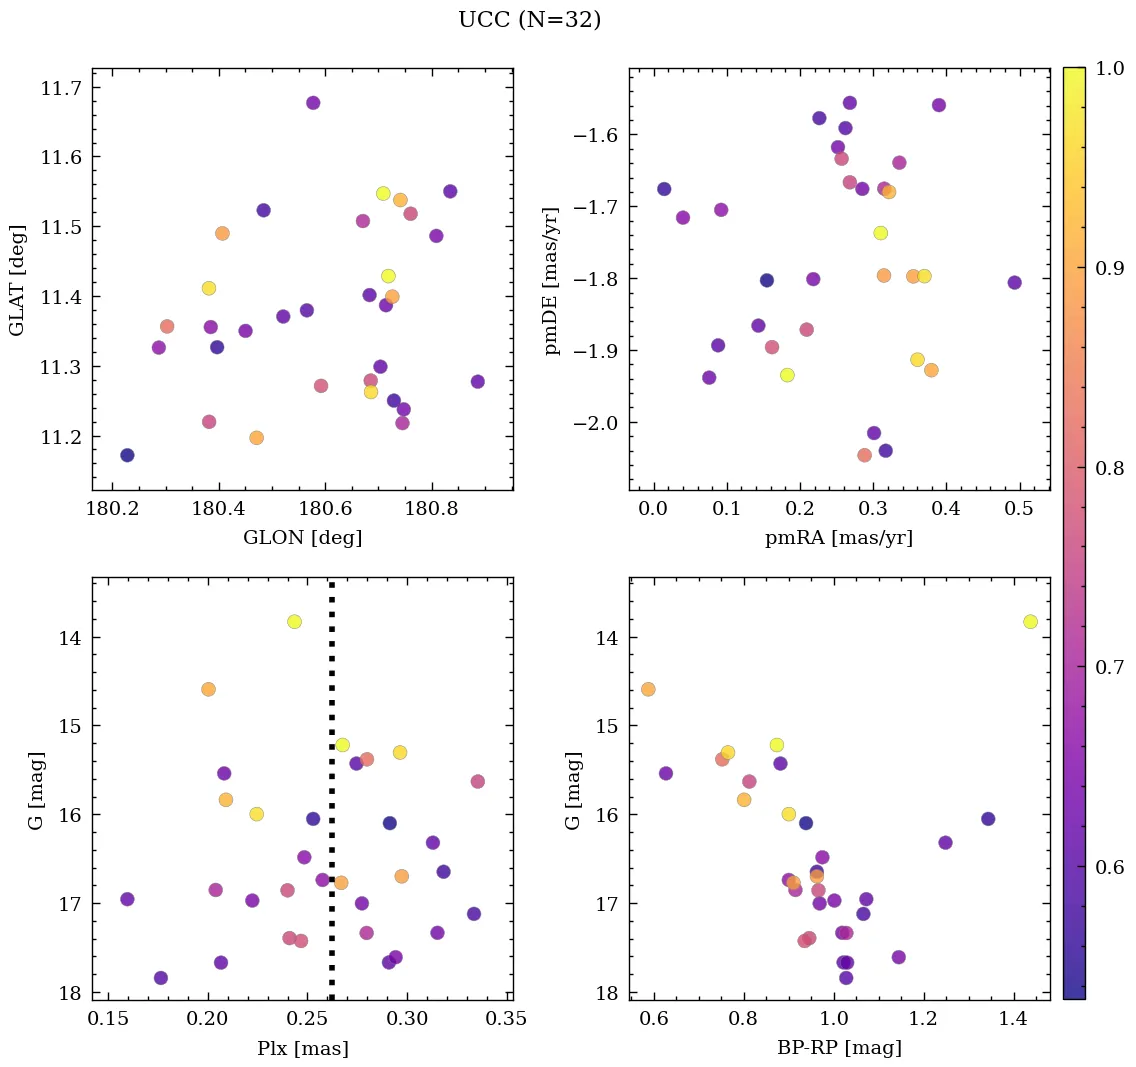 UCC (N=32)
11.7
11.6
11.5
11.4
11.3
11.2
GLAT [deg]
180.2 180.4 180.6 180.8
GLON [deg]
−1.6
−1.7
−1.8
−1.9
−2.0
pmDE [mas/yr]
0.0 0.1 0.2 0.3 0.4 0.5
pmRA [mas/yr]
14
15
16
17
18
G [mag]
0.15 0.20 0.25 0.30 0.35
Plx [mas]
14
15
16
17
18
G [mag]
0.6 0.8 1.0 1.2 1.4
BP-RP [mag]
1.0
0.9
0.8
0.7
0.6